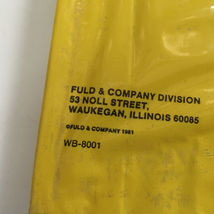 FULD & COMPANY DIVISION
53 NOLL STREET,
WAUKEGAN, ILLINOIS 60085
©FULD & COMPANY 1981
WB-8001